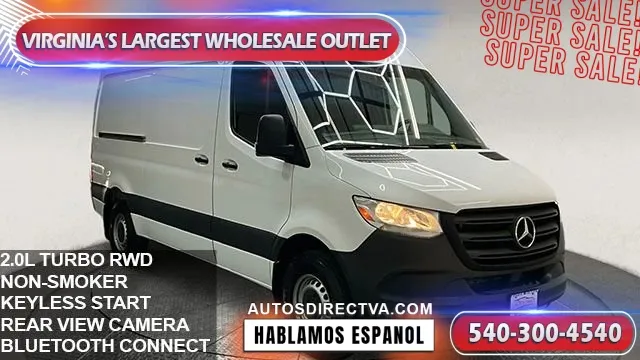 VIRGINIA'S LARGEST WHOLESALE OUTLET
SUPER SALE!
SUPER SALE!
SUPER SALE!
2.0L TURBO RWD
NON-SMOKER
KEYLESS START
REAR VIEW CAMERA
BLUETOOTH CONNECT
AUTOSDIRECTVA.COM
HABLAMOS ESPANOL
540-300-4540